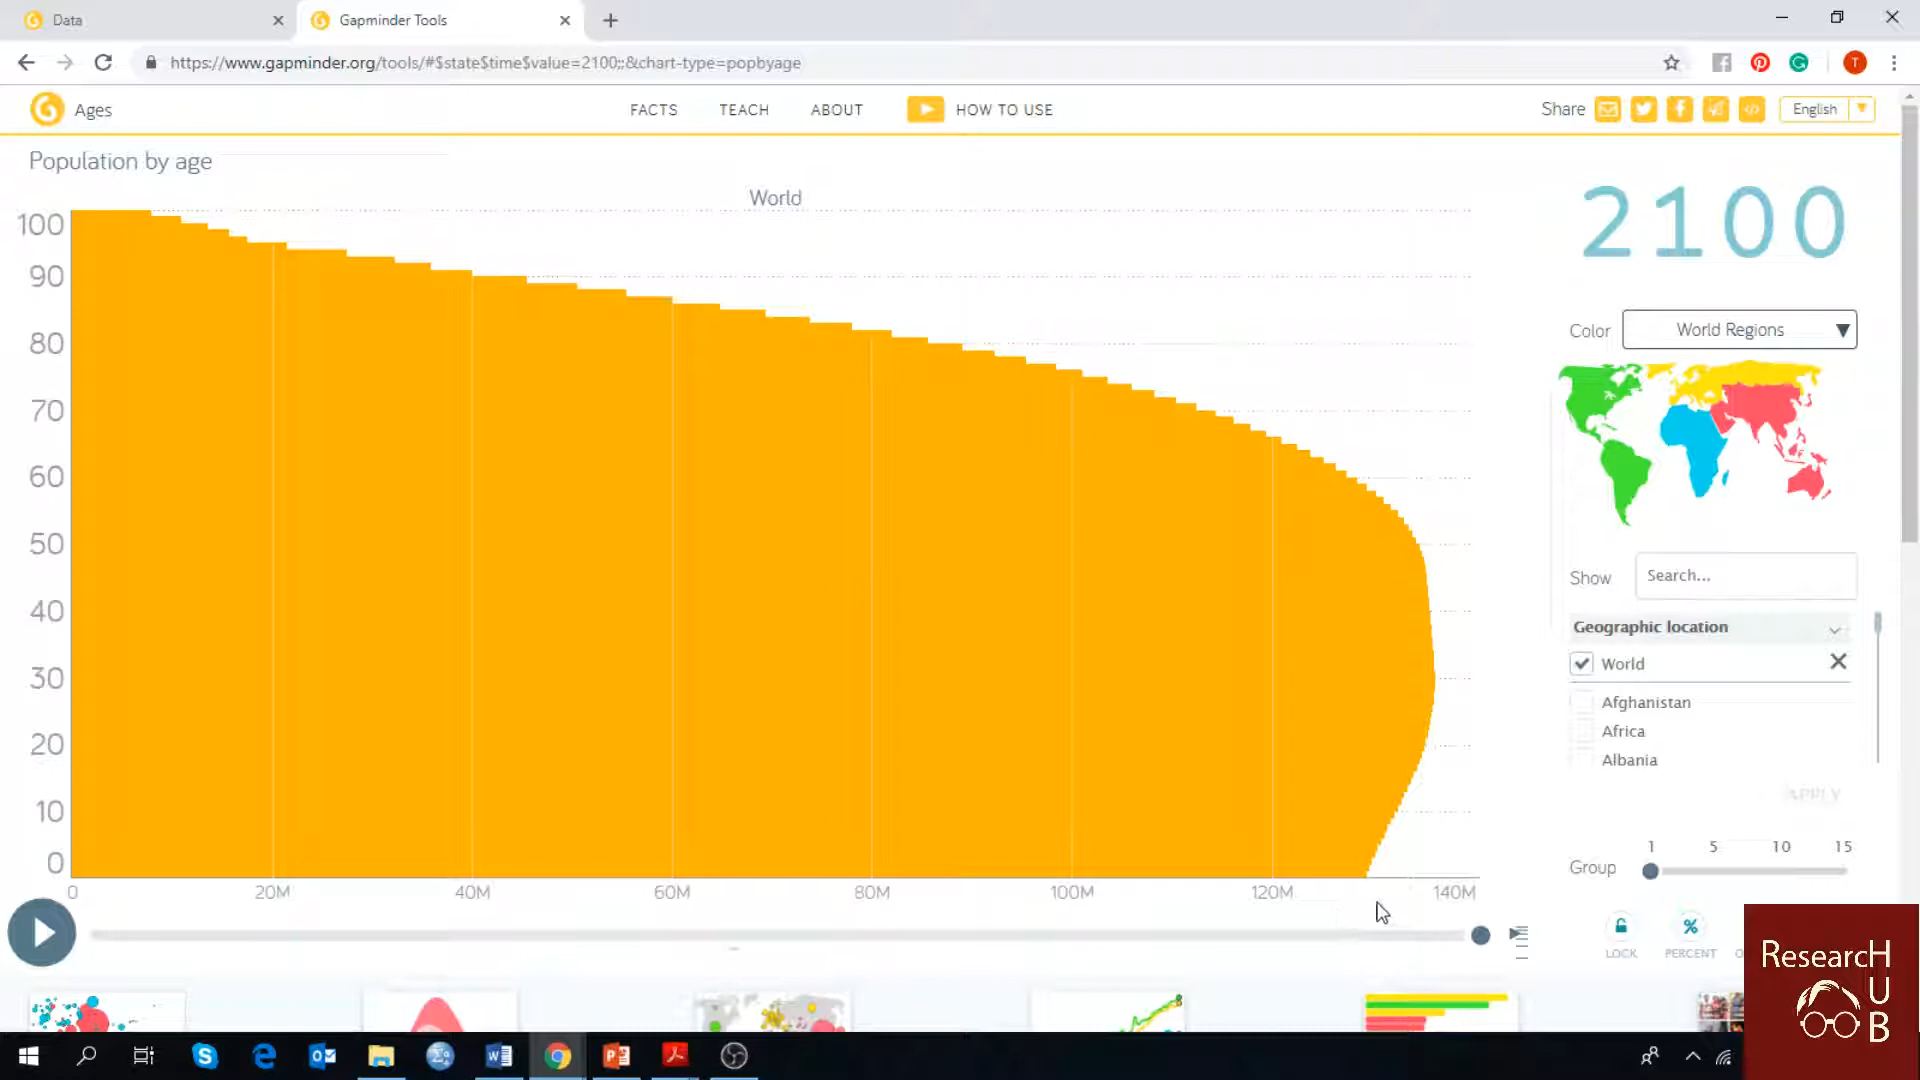 Data
Gapminder Tools
https://www.gapminder.org/tools/#$state$time$value=2100;;&chart-type=popbyage
T
Ages
FACTS
TEACH
ABOUT
HOW TO USE
Share
English
Population by age
World
2100
100
90
80
70
60
50
40
30
20
10
0
0
20M
40M
60M
80M
100M
120M
140M
Color
World Regions
Show
Search...
Geographic location
World
Afghanistan
Africa
Albania
APPLY
1
5
10
15
Group
LOCK
PERCENT
ResearcH
U
B